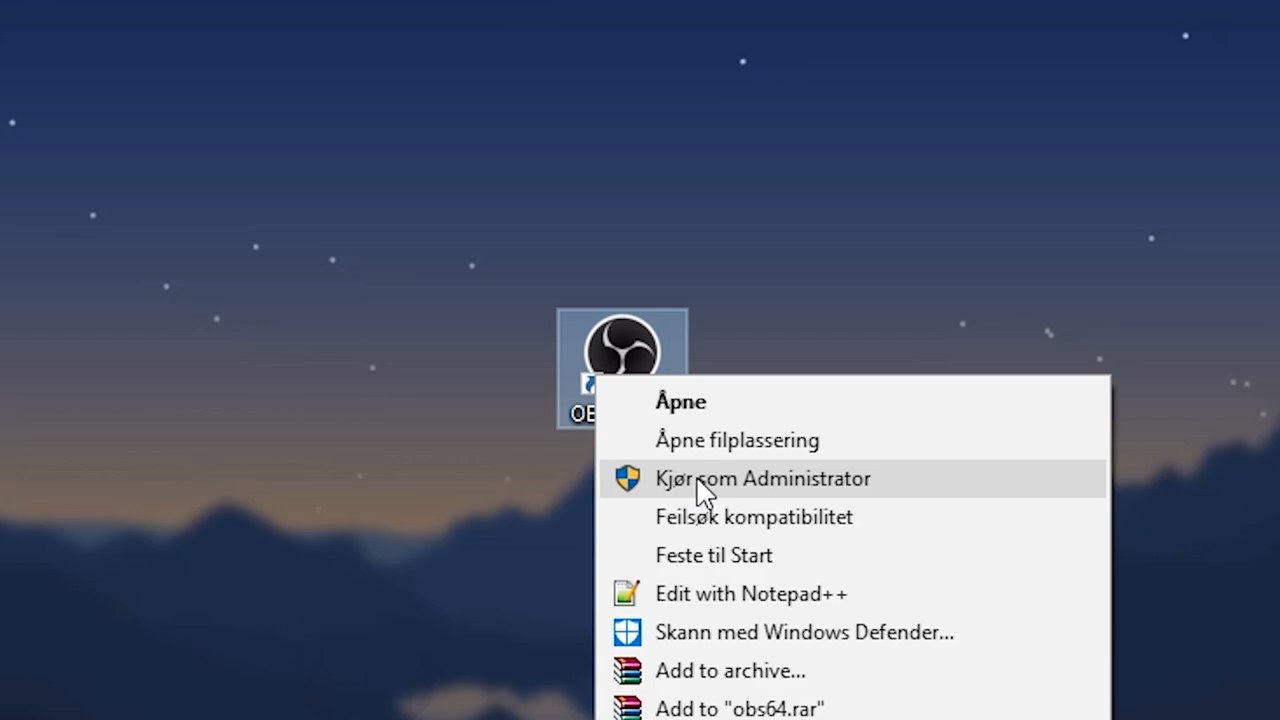 OB
Åpne
Åpne filplassering
Kjør som Administrator
Feilsøk kompatibilitet
Feste til Start
Edit with Notepad++
Skann med Windows Defender...
Add to archive...
Add to "obs64.rar"